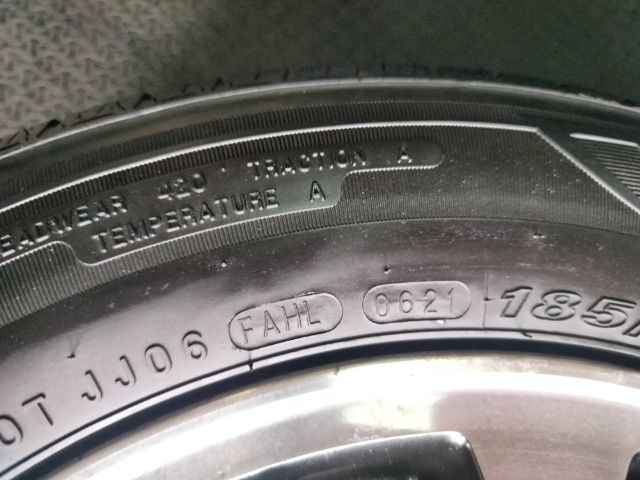 EADWEAR 420 TRACTION A
TEMPERATURE A
OT JJ06 FAHL 0621 185/